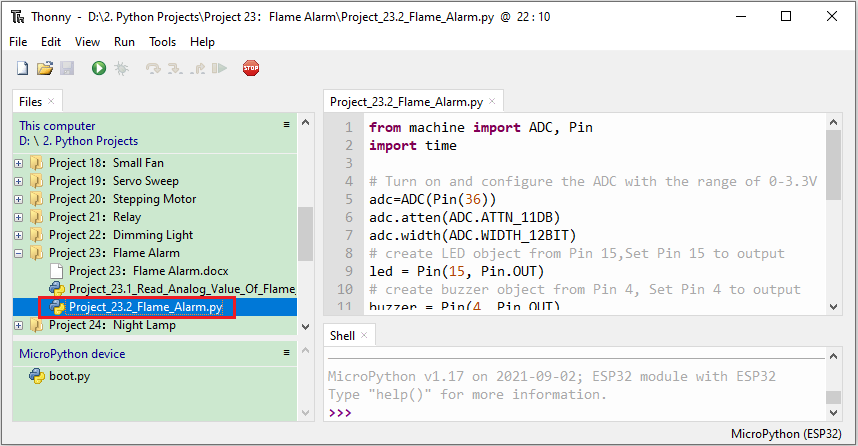 Thonny - D:\2. Python Projects\Project 23：Flame Alarm\Project_23.2_Flame_Alarm.py @ 22 : 10
File Edit View Run Tools Help
STOP
Files ×
This computer
D: \ 2. Python Projects
Project 18：Small Fan
Project 19：Servo Sweep
Project 20：Stepping Motor
Project 21：Relay
Project 22：Dimming Light
Project 23：Flame Alarm
Project 23：Flame Alarm.docx
Project_23.1_Read_Analog_Value_Of_Flame_
Project_23.2_Flame_Alarm.py
Project 24：Night Lamp
MicroPython device
boot.py
Project_23.2_Flame_Alarm.py ×
1 from machine import ADC, Pin
2 import time
3
4 # Turn on and configure the ADC with the range of 0-3.3V
5 adc=ADC(Pin(36))
6 adc.atten(ADC.ATTN_11DB)
7 adc.width(ADC.WIDTH_12BIT)
8 # create LED object from Pin 15,Set Pin 15 to output
9 led = Pin(15, Pin.OUT)
10 # create buzzer object from Pin 4, Set Pin 4 to output
11 buzzer = Pin(4, Pin.OUT)
Shell ×
MicroPython v1.17 on 2021-09-02; ESP32 module with ESP32
Type "help()" for more information.
>>>
MicroPython (ESP32)